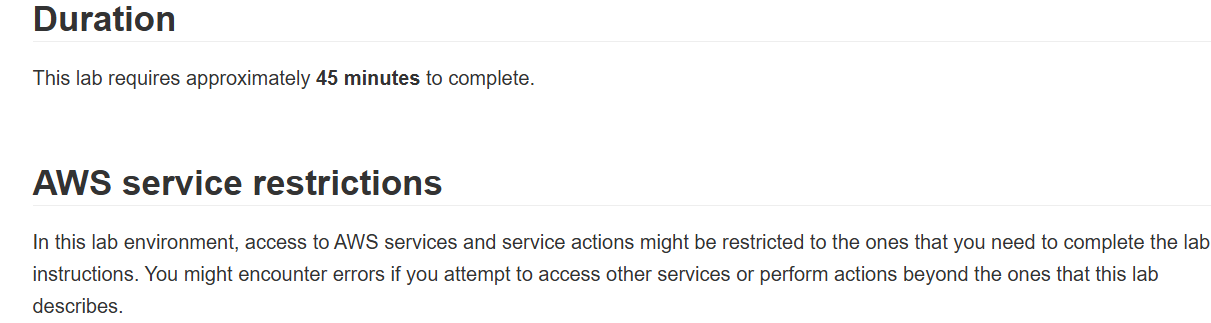 Duration
This lab requires approximately 45 minutes to complete.
AWS service restrictions
In this lab environment, access to AWS services and service actions might be restricted to the ones that you need to complete the lab
instructions. You might encounter errors if you attempt to access other services or perform actions beyond the ones that this lab
describes.